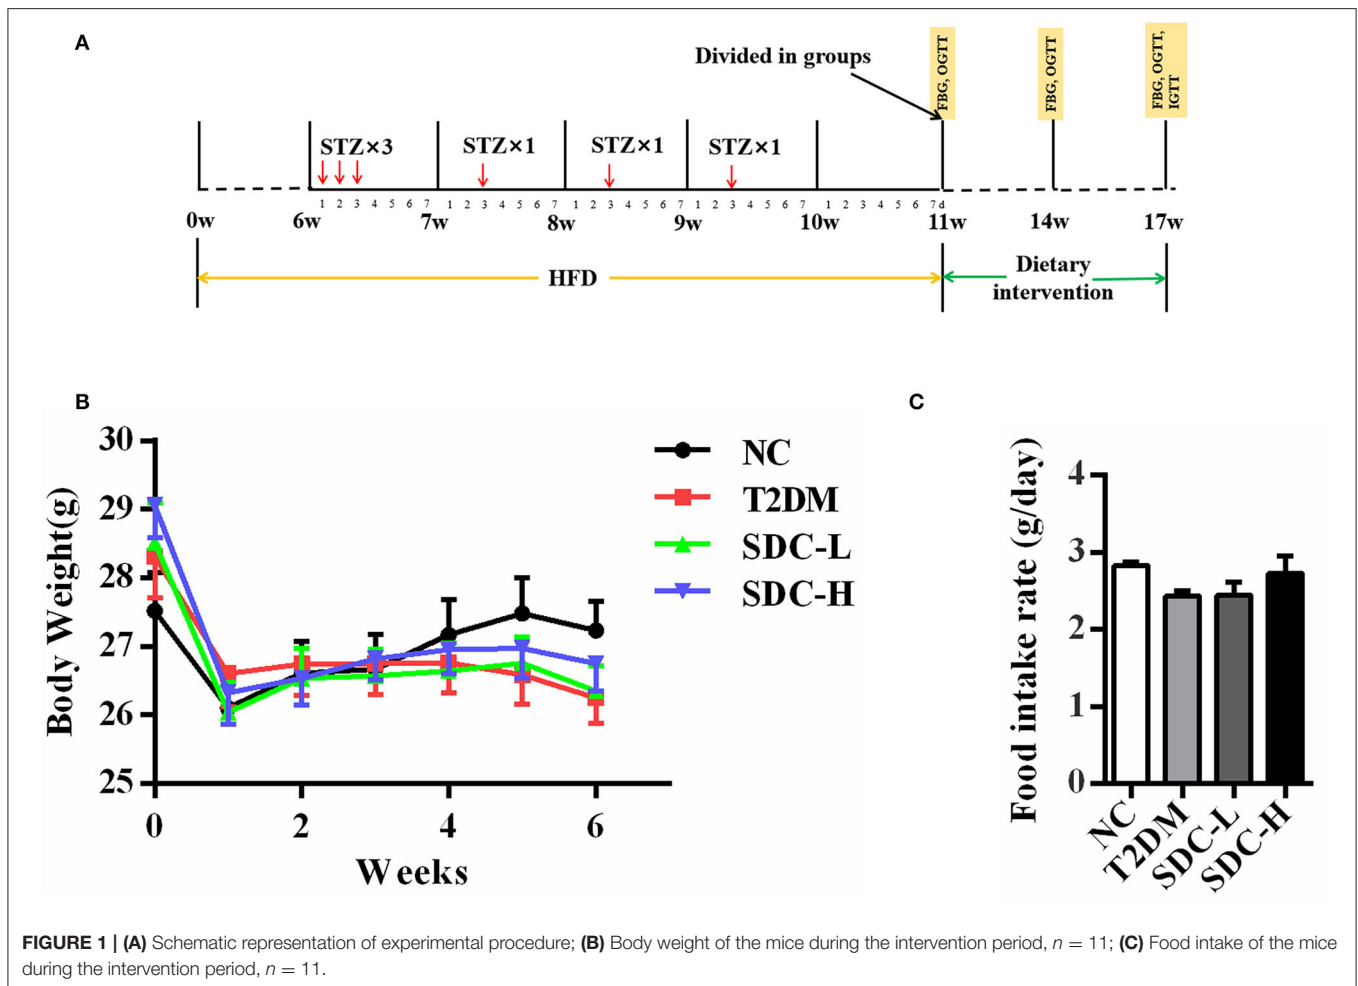 A
Divided in groups
FBG, OGTT
FBG, OGTT
FBG, OGTT,
IGTT
STZ×3
STZ×1
STZ×1
STZ×1
1 2 3 4 5 6 7 1 2 3 4 5 6 7 1 2 3 4 5 6 7 1 2 3 4 5 6 7 1 2 3 4 5 6 7 d
0w 6w 7w 8w 9w 10w 11w 14w 17w
HFD
Dietary
intervention
B
30
29
28
27
26
25
Body Weight(g)
0 2 4 6
Weeks
NC
T2DM
SDC-L
SDC-H
C
4
3
2
1
0
Food intake rate (g/day)
NC
T2DM
SDC-L
SDC-H
FIGURE 1 | (A) Schematic representation of experimental procedure; (B) Body weight of the mice during the intervention period, n = 11; (C) Food intake of the mice
during the intervention period, n = 11.